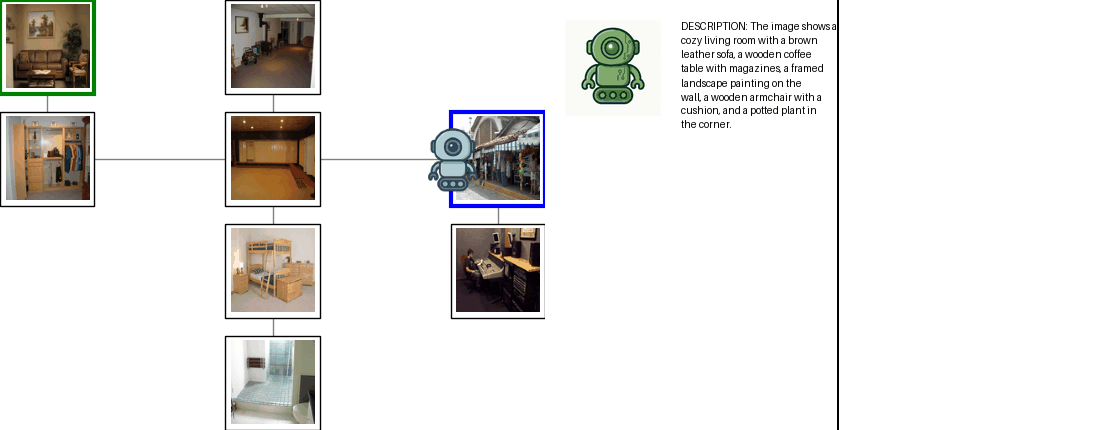 DESCRIPTION: The image shows a
cozy living room with a brown
leather sofa, a wooden coffee
table with magazines, a framed
landscape painting on the
wall, a wooden armchair with a
cushion, and a potted plant in
the corner.